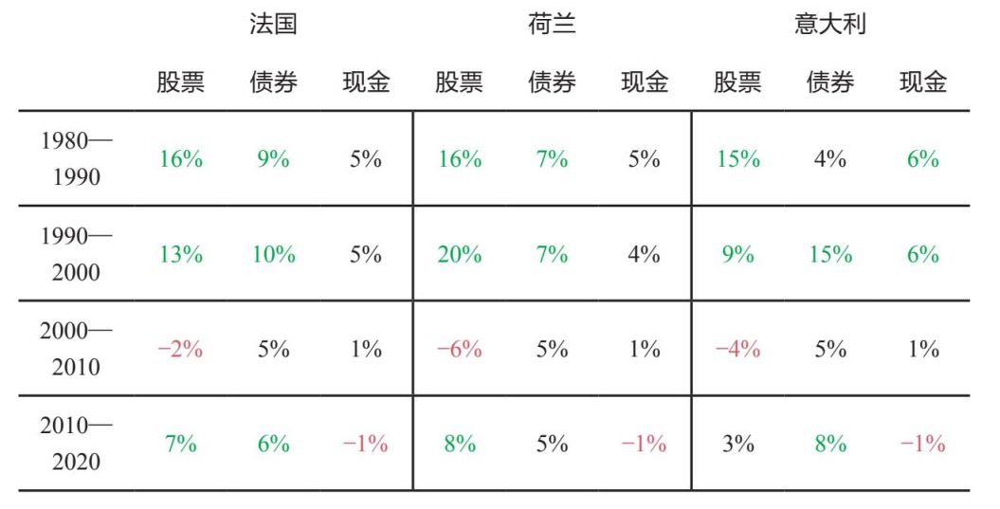 法国 荷兰 意大利
股票 债券 现金 股票 债券 现金 股票 债券 现金
1980—
1990 16% 9% 5% 16% 7% 5% 15% 4% 6%
1990—
2000 13% 10% 5% 20% 7% 4% 9% 15% 6%
2000—
2010 −2% 5% 1% −6% 5% 1% −4% 5% 1%
2010—
2020 7% 6% −1% 8% 5% −1% 3% 8% −1%